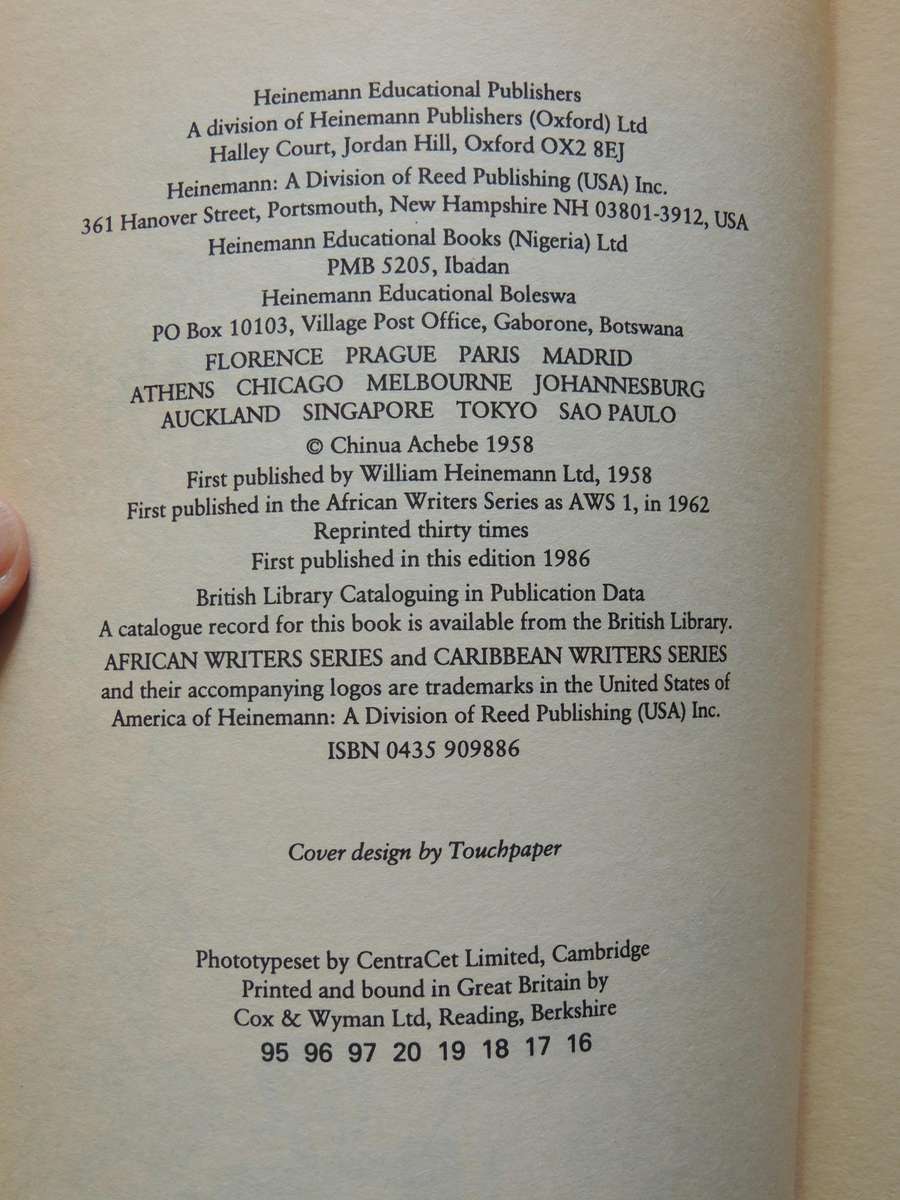 Heinemann Educational Publishers
A division of Heinemann Publishers (Oxford) Ltd
Halley Court, Jordan Hill, Oxford OX2 8EJ
Heinemann: A Division of Reed Publishing (USA) Inc.
361 Hanover Street, Portsmouth, New Hampshire NH 03801-3912, USA
Heinemann Educational Books (Nigeria) Ltd
PMB 5205, Ibadan
Heinemann Educational Boleswa
PO Box 10103, Village Post Office, Gaborone, Botswana
FLORENCE PRAGUE PARIS MADRID
ATHENS CHICAGO MELBOURNE JOHANNESBURG
AUCKLAND SINGAPORE TOKYO SAO PAULO
© Chinua Achebe 1958
First published by William Heinemann Ltd, 1958
First published in the African Writers Series as AWS 1, in 1962
Reprinted thirty times
First published in this edition 1986
British Library Cataloguing in Publication Data
A catalogue record for this book is available from the British Library.
AFRICAN WRITERS SERIES and CARIBBEAN WRITERS SERIES
and their accompanying logos are trademarks in the United States of
America of Heinemann: A Division of Reed Publishing (USA) Inc.
ISBN 0435 909886
Cover design by Touchpaper
Phototypeset by CentraCet Limited, Cambridge
Printed and bound in Great Britain by
Cox & Wyman Ltd, Reading, Berkshire
95 96 97 20 19 18 17 16